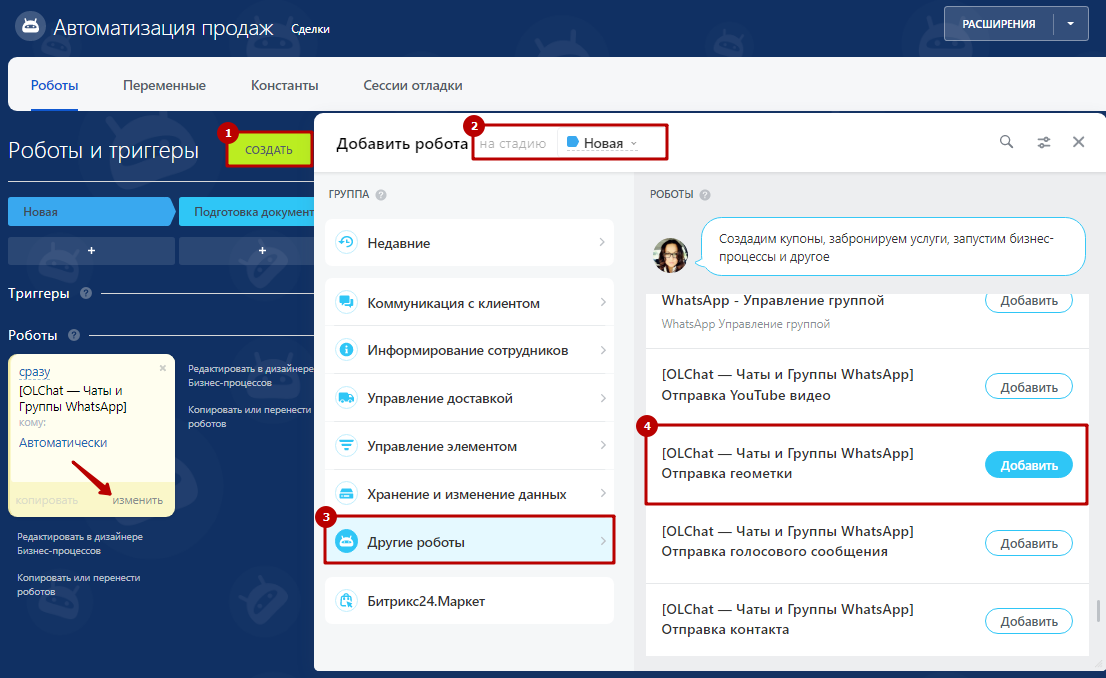 Автоматизация продаж Сделки
РАСШИРЕНИЯ
Роботы Переменные Константы Сессии отладки
Роботы и триггеры
1
СОЗДАТЬ
Новая
Подготовка документ
+
+
Триггеры ?
Роботы ?
сразу
×
[OLChat — Чаты и
Группы WhatsApp]
кому:
Автоматически
копировать изменить
Редактировать в дизайнере
Бизнес-процессов
Копировать или перенести
роботов
Редактировать в дизайнере
Бизнес-процессов
Копировать или перенести
роботов
Добавить робота
2
на стадию Новая
ГРУППА ?
Недавние
Коммуникация с клиентом
Информирование сотрудников
Управление доставкой
Управление элементом
Хранение и изменение данных
3
Другие роботы
Битрикс24.Маркет
РОБОТЫ ?
Создадим купоны, забронируем услуги, запустим бизнес-
процессы и другое
WhatsApp - Управление группой
WhatsApp Управление группой
Добавить
[OLChat — Чаты и Группы WhatsApp]
Отправка YouTube видео
Добавить
4
[OLChat — Чаты и Группы WhatsApp]
Отправка геометки
Добавить
[OLChat — Чаты и Группы WhatsApp]
Отправка голосового сообщения
Добавить
[OLChat — Чаты и Группы WhatsApp]
Отправка контакта
Добавить